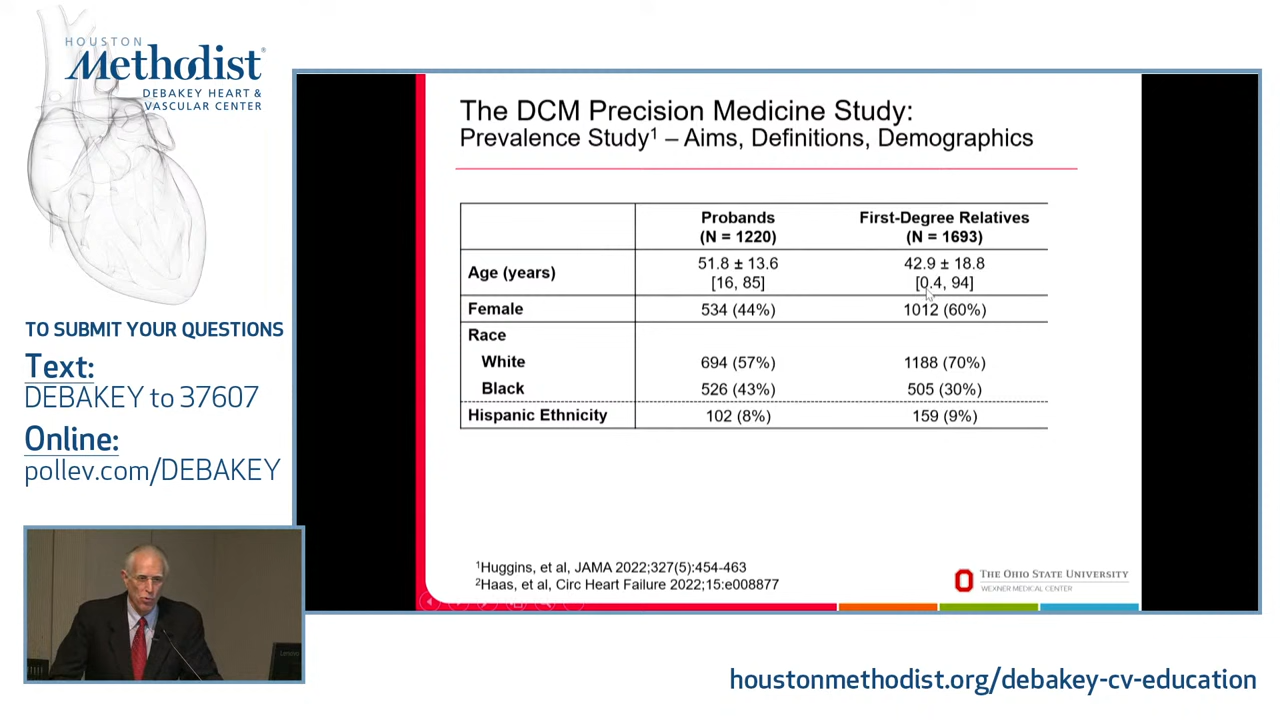 HOUSTON
Methodist®
DEBAKEY HEART &
VASCULAR CENTER
TO SUBMIT YOUR QUESTIONS
Text:
DEBAKEY to 37607
Online:
pollev.com/DEBAKEY
The DCM Precision Medicine Study:
Prevalence Study¹ – Aims, Definitions, Demographics
Probands First-Degree Relatives
(N = 1220) (N = 1693)
Age (years) 51.8 ± 13.6 42.9 ± 18.8
[16, 85] [0.4, 94]
Female 534 (44%) 1012 (60%)
Race
White 694 (57%) 1188 (70%)
Black 526 (43%) 505 (30%)
Hispanic Ethnicity 102 (8%) 159 (9%)
¹Huggins, et al, JAMA 2022;327(5):454-463
²Haas, et al, Circ Heart Failure 2022;15:e008877
THE OHIO STATE UNIVERSITY
WEXNER MEDICAL CENTER
houstonmethodist.org/debakey-cv-education